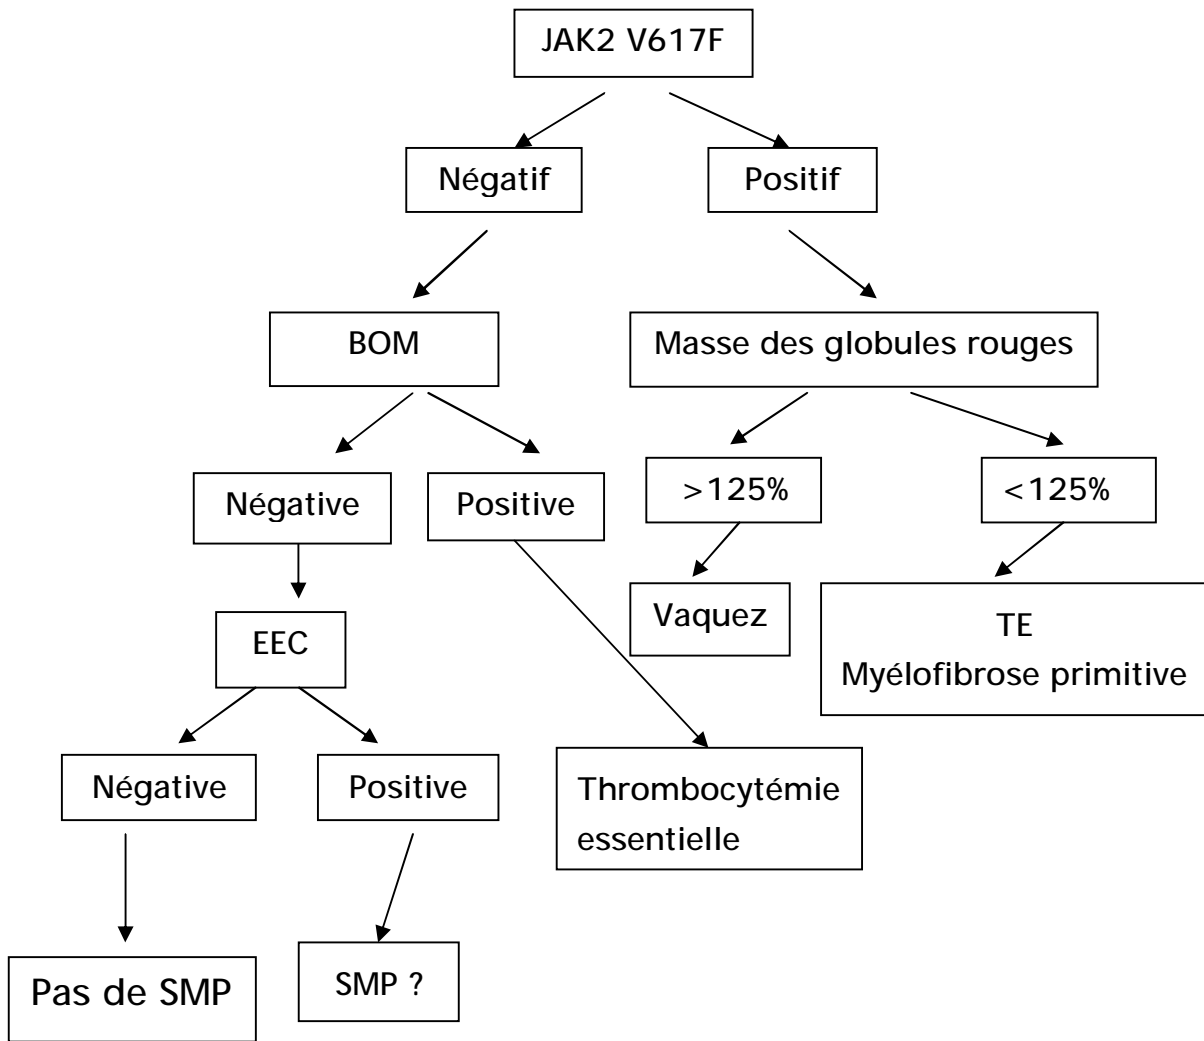 JAK2 V617F
Négatif
Positif
BOM
Masse des globules rouges
Négative
Positive
>125%
<125%
EEC
Vaquez
TE
Myélofibrose primitive
Négative
Positive
Thrombocytémie
essentielle
Pas de SMP
SMP ?